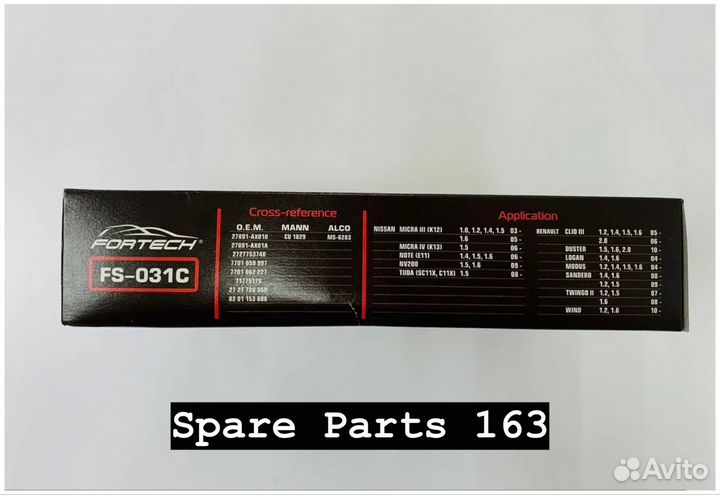 FORTECH®
FS-031C
Cross-reference
O.E.M. MANN ALCO
27891-AX010 CU 1829 MS-6283
27891-AX01A
272775374R
7701 059 997
7701 062 227
71775175
27 27 728 35R
82 01 153 808
Application
NISSAN MICRA III (K12) 1.0, 1.2, 1.4, 1.5 03-
1.6 05-
MICRA IV (K13) 1.5 06-
NOTE (E11) 1.4, 1.5, 1.6 06-
NV200 1.5, 1.6 09-
TIIDA (SC11X, C11X) 1.5 08-
RENAULT CLIO III 1.2, 1.4, 1.5, 1.6 05-
2.0 06-
DUSTER 1.5, 1.6, 2.0 10-
LOGAN 1.4, 1.6 04-
MODUS 1.2, 1.4, 1.5, 1.6 04-
SANDERO 1.4, 1.6 08-
1.2, 1.5 09-
TWINGO II 1.2, 1.5 07-
1.6 08-
WIND 1.2, 1.6 10-
Spare Parts 163
Avito